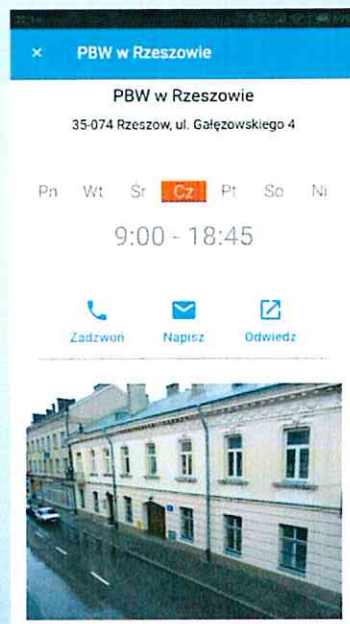 × PBW w Rzeszowie
PBW w Rzeszowie
35-074 Rzeszów, ul. Gałęzowskiego 4
Pn Wt Śr Cz Pt So Ni
9:00 - 18:45
Zadzwoń Napisz Odwiedź